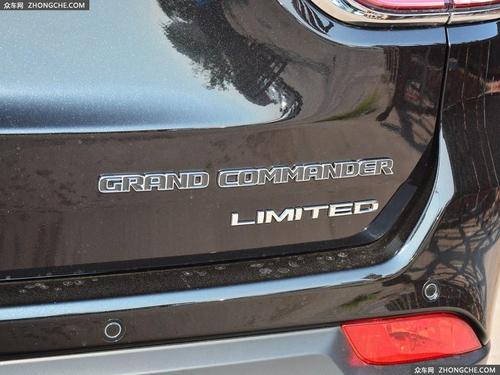 众车网 ZHONGCHE.COM
GRAND COMMANDER
LIMITED
众车网 ZHONGCHE.COM